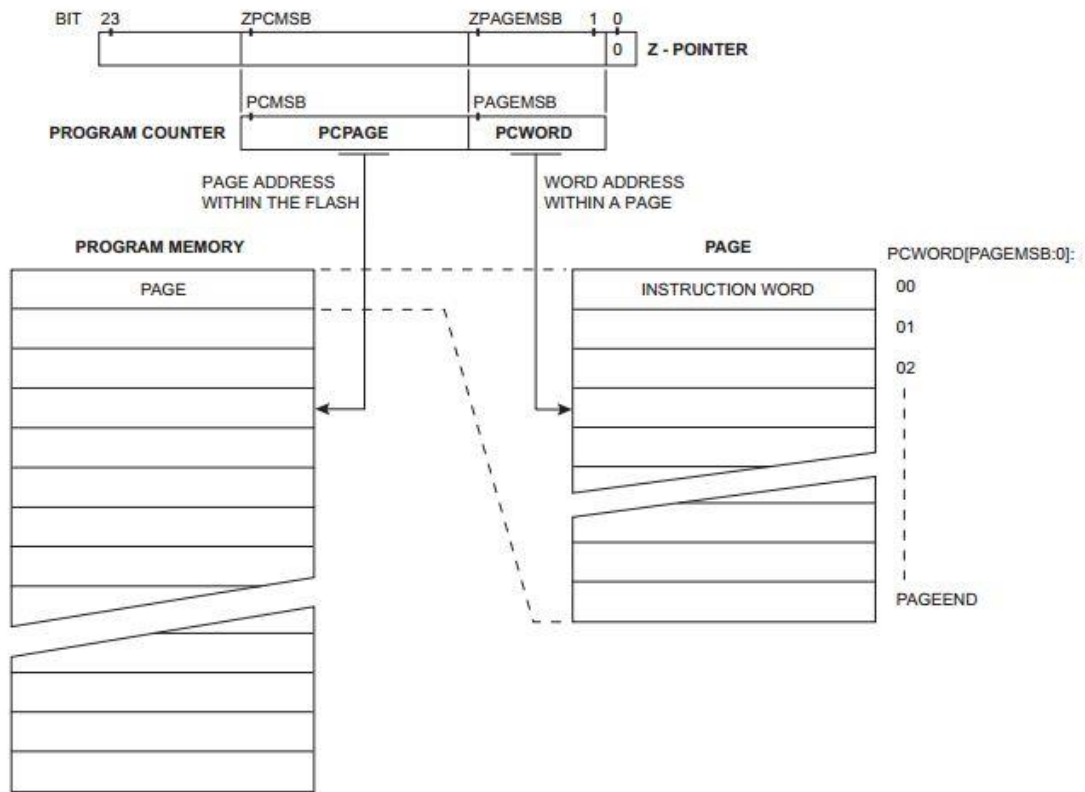 BIT 23 ZPCMSB ZPAGEMSB 1 0
0 Z - POINTER
PCMSB PAGEMSB
PROGRAM COUNTER PCPAGE PCWORD
PAGE ADDRESS
WITHIN THE FLASH
WORD ADDRESS
WITHIN A PAGE
PROGRAM MEMORY
PAGE
PAGE
INSTRUCTION WORD
PCWORD[PAGEMSB:0]:
00
01
02
PAGEEND